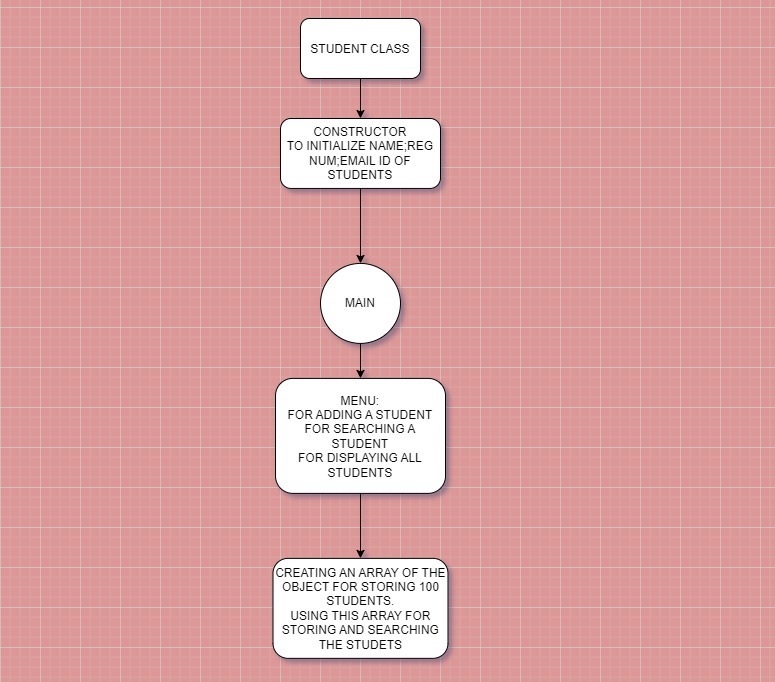 STUDENT CLASS
CONSTRUCTOR
TO INITIALIZE NAME;REG
NUM;EMAIL ID OF
STUDENTS
MAIN
MENU:
FOR ADDING A STUDENT
FOR SEARCHING A
STUDENT
FOR DISPLAYING ALL
STUDENTS
CREATING AN ARRAY OF THE
OBJECT FOR STORING 100
STUDENTS.
USING THIS ARRAY FOR
STORING AND SEARCHING
THE STUDETS